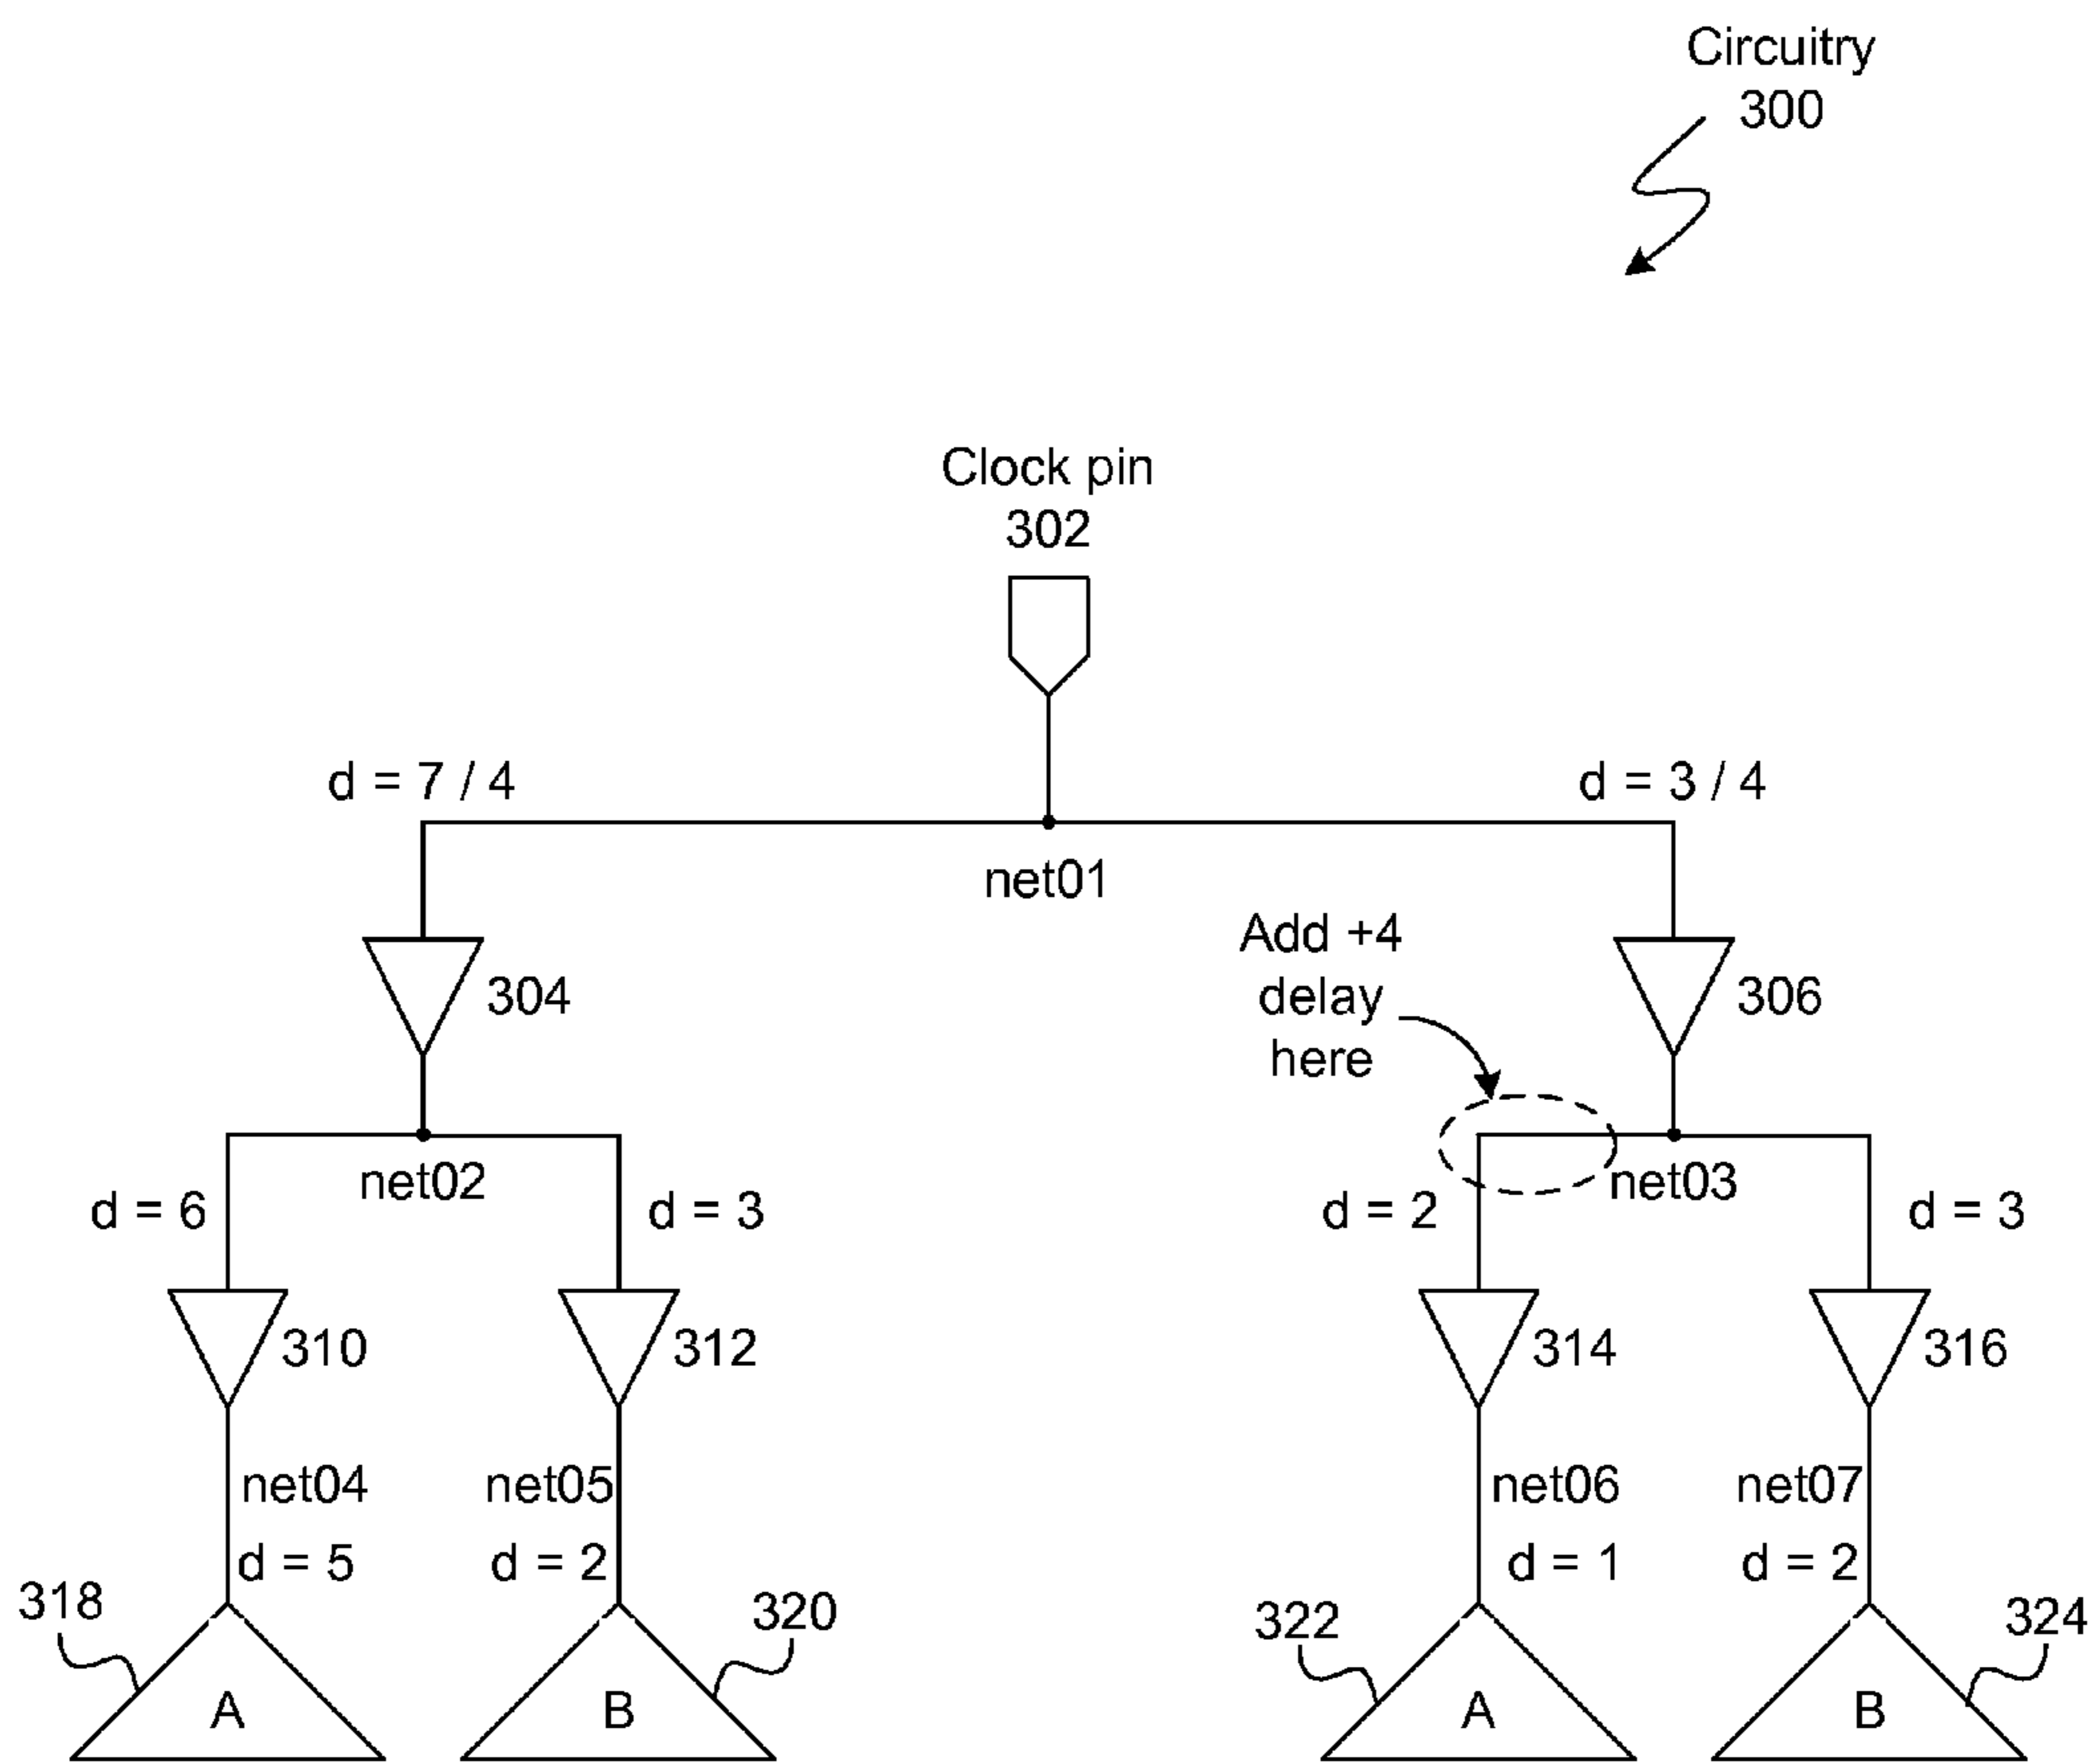 Circuitry
300
Clock pin
302
d = 7 / 4
d = 3 / 4
net01
Add +4
delay
here
304
306
net02
net03
d = 6
d = 3
d = 2
d = 3
310
312
314
316
net04
net05
net06
net07
d = 5
d = 2
d = 1
d = 2
318
320
322
324
A
B
A
B